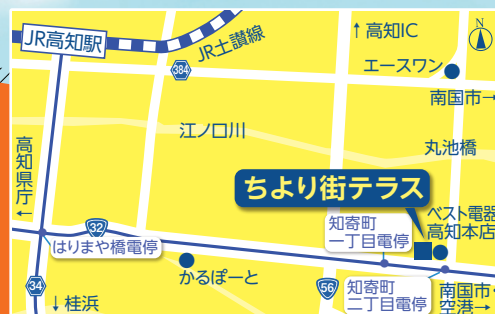 JR高知駅
JR土讃線
↑高知IC
N
384
エースワン
南国市→
江ノ口川
丸池橋
高知県庁←
ちより街テラス
ベスト電器
高知本店
32
はりまや橋電停
知寄町
一丁目電停
かるぽーと
34
↓桂浜
56
知寄町
二丁目電停
南国市・
空港→